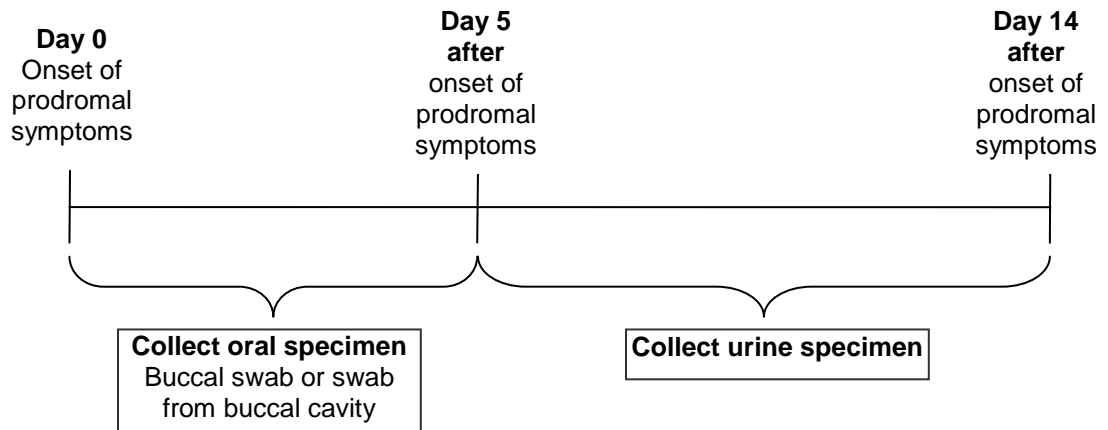 Day 0
Onset of
prodromal
symptoms
Day 5
after
onset of
prodromal
symptoms
Day 14
after
onset of
prodromal
symptoms
Collect oral specimen
Buccal swab or swab
from buccal cavity
Collect urine specimen